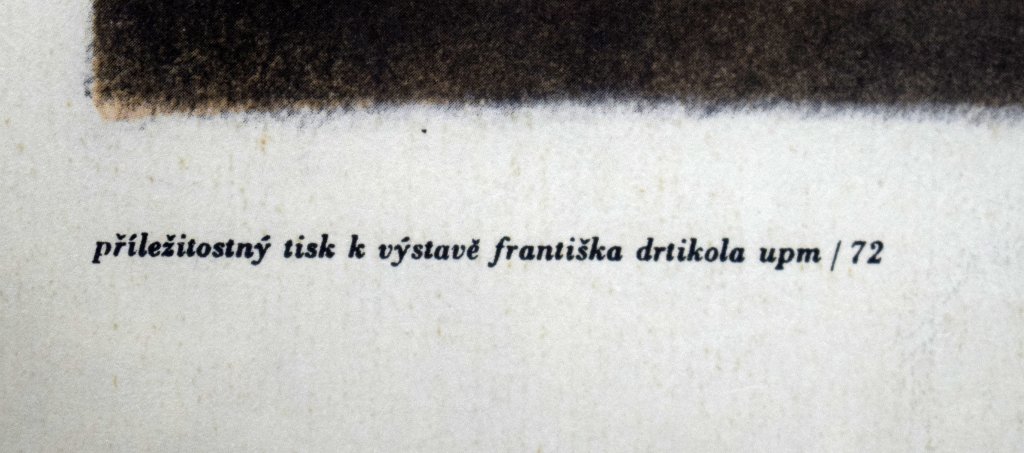 příležitostný tisk k výstavě františka drtikola upm / 72